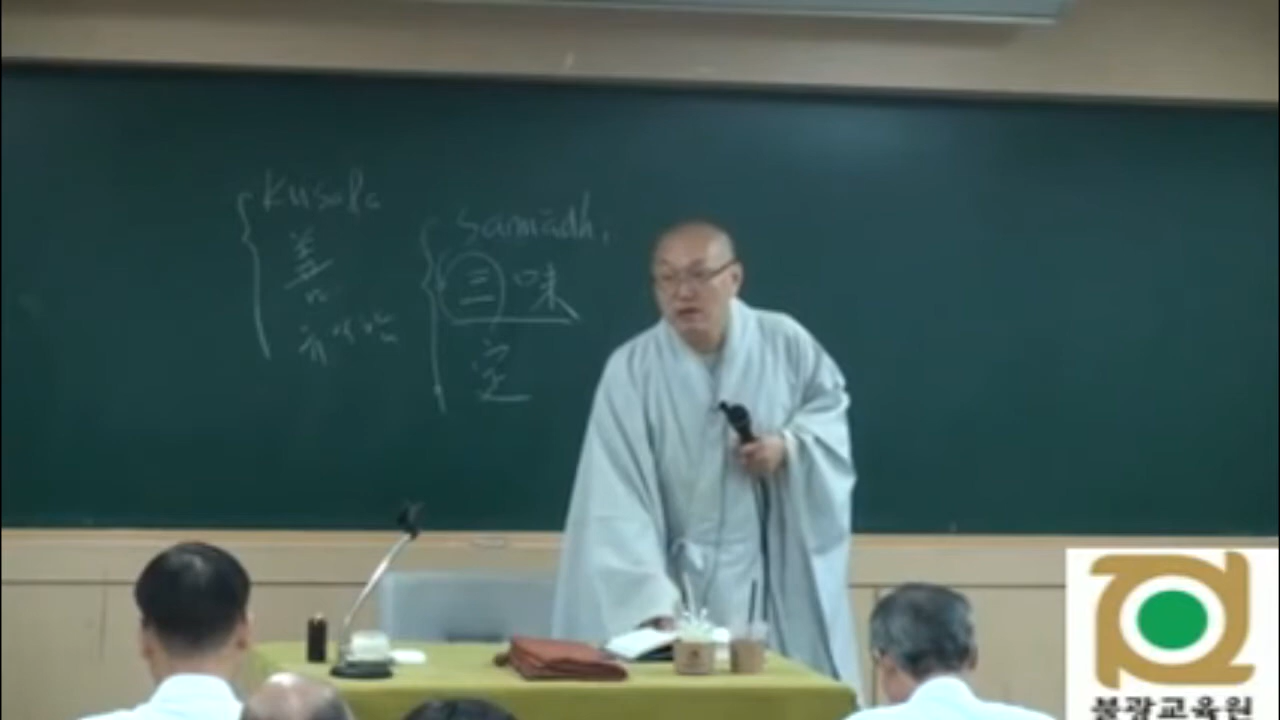 kusala
善
samādhi
三昧
定
불광교육원